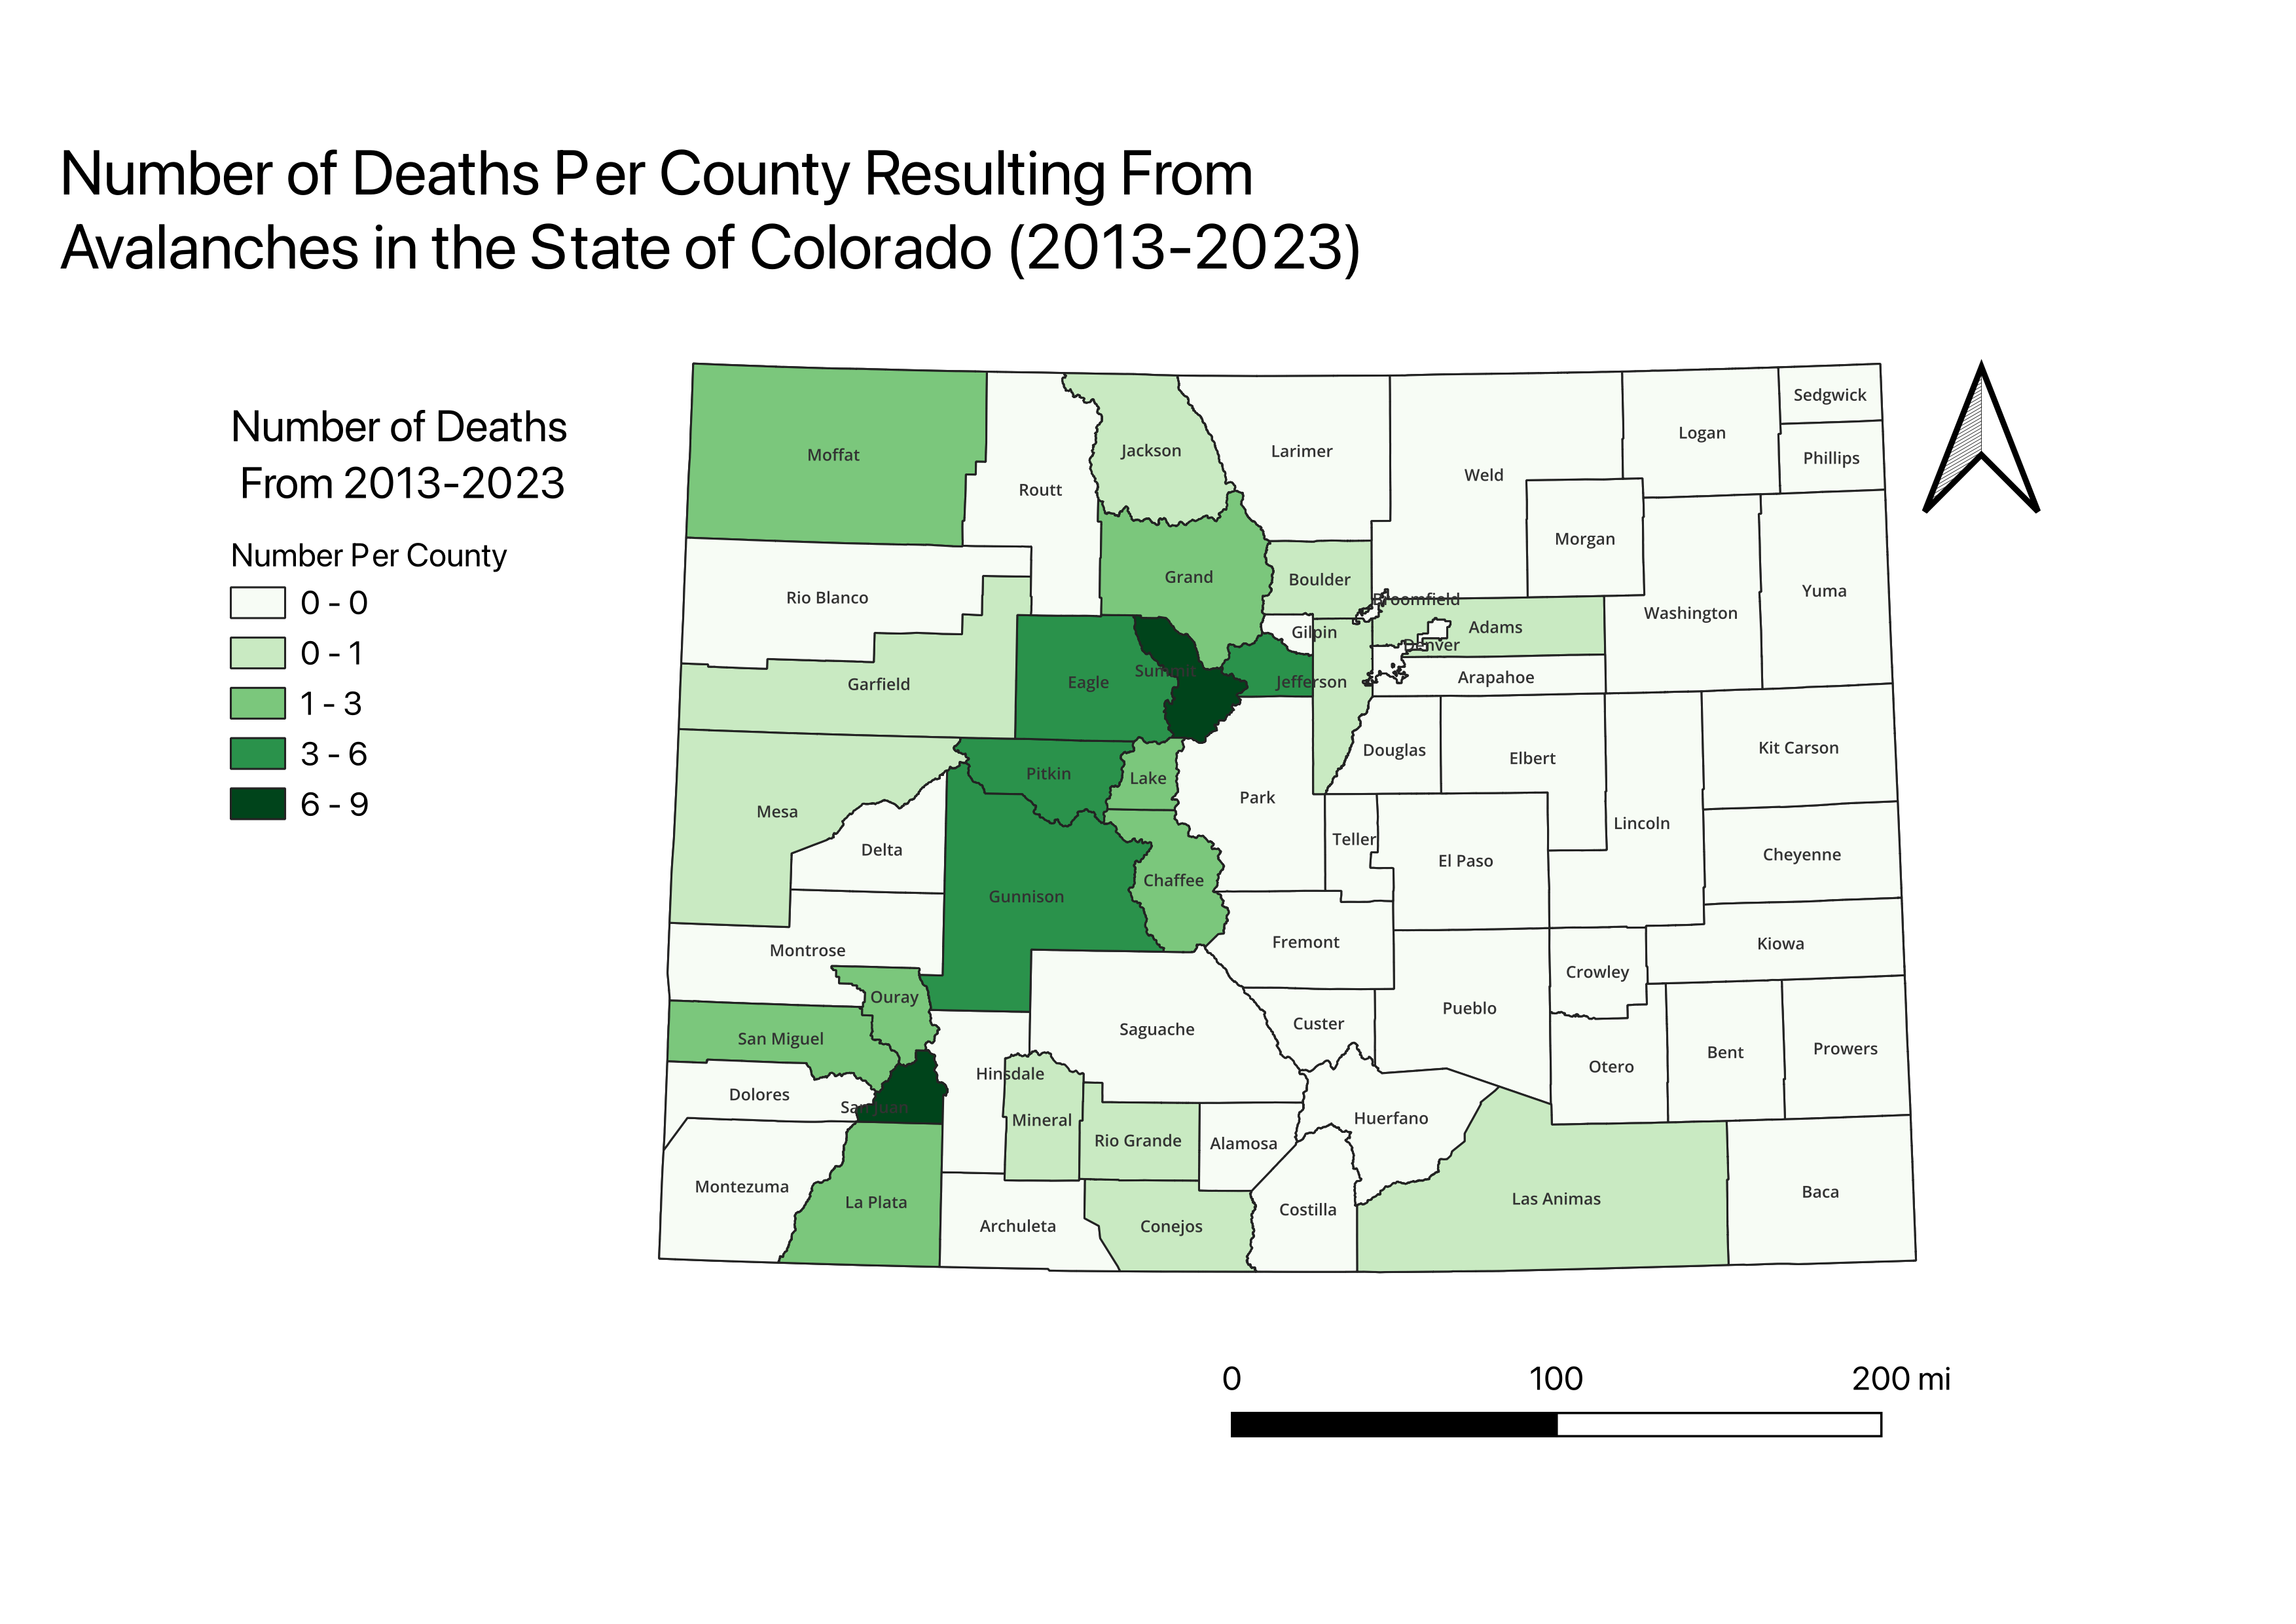 Number of Deaths Per County Resulting From
Avalanches in the State of Colorado (2013-2023)
Number of Deaths
From 2013-2023
Number Per County
0 - 0
0 - 1
1 - 3
3 - 6
6 - 9
Sedgwick
Logan
Jackson
Larimer
Moffat
Phillips
Weld
Routt
Morgan
Grand
Boulder
Yuma
Rio Blanco
Broomfield
Washington
Adams
Gilpin
Denver
Summit
Arapahoe
Garfield
Eagle
Jefferson
Kit Carson
Douglas
Elbert
Pitkin
Lake
Park
Mesa
Lincoln
Teller
Delta
Cheyenne
El Paso
Chaffee
Gunnison
Fremont
Kiowa
Montrose
Crowley
Ouray
Pueblo
Custer
Saguache
San Miguel
Prowers
Bent
Otero
Hinsdale
Dolores
San Juan
Huerfano
Mineral
Rio Grande
Alamosa
Montezuma
Baca
Las Animas
La Plata
Costilla
Archuleta
Conejos
0 100 200 mi